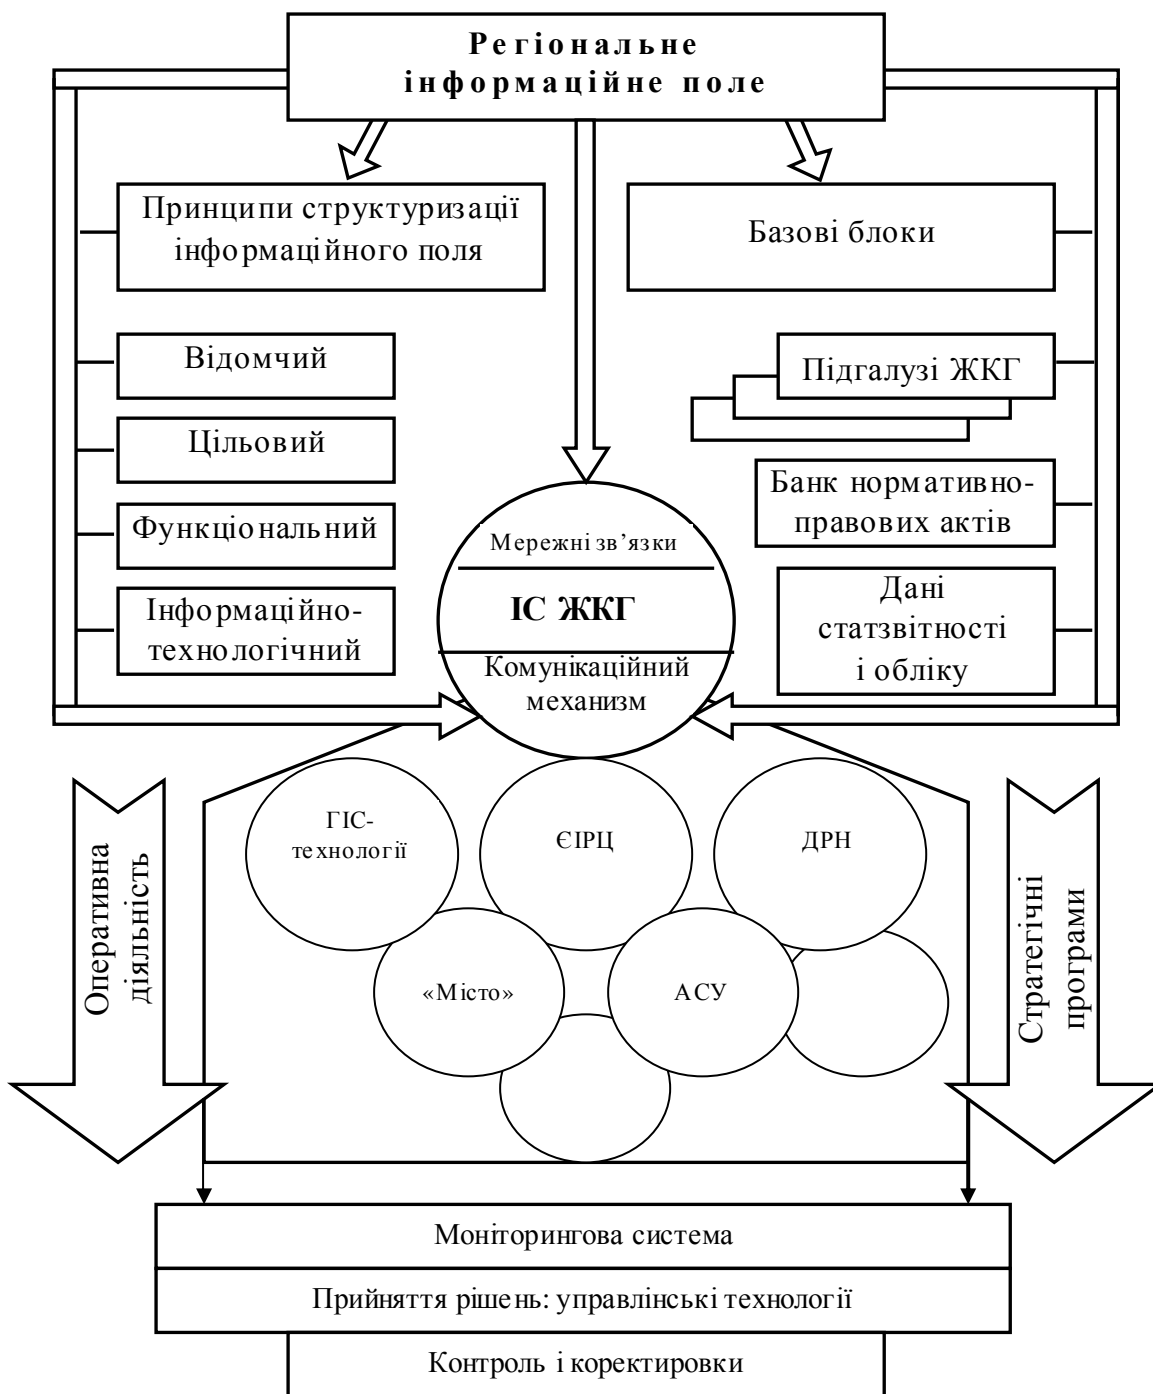 Регіональне
інформаційне поле
Принципи структуризації
інформаційного поля
Базові блоки
Відомчий
Цільовий
Функціональний
Інформаційно-
технологічний
Підгалузі ЖКГ
Банк нормативно-
правових актів
Дані
статзвітності
і обліку
Мережні зв’язки
ІС ЖКГ
Комунікаційний
механізм
Оперативна
діяльність
ГІС-
технології
ЄІРЦ
ДРН
«Місто»
АСУ
Стратегічні
програми
Моніторингова система
Прийняття рішень: управлінські технології
Контроль і коректировки